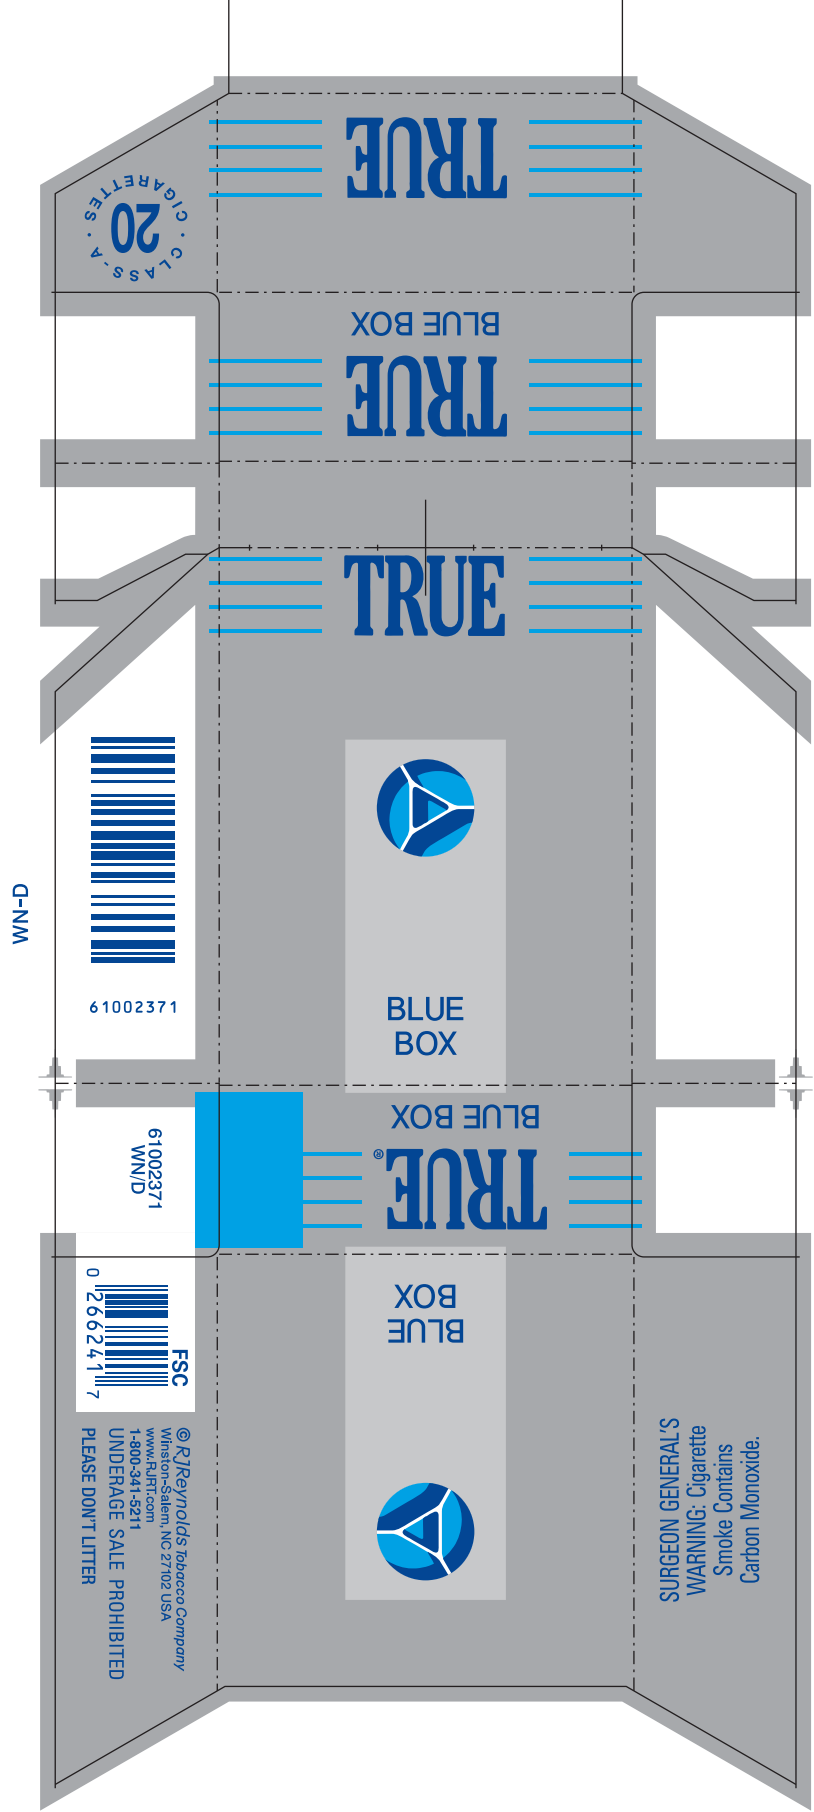 TRUE
CLASS-A · CIGARETTES ·
20
BLUE BOX
TRUE
TRUE
WN-D
61002371
BLUE
BOX
BLUE BOX
TRUE®
61002371
WN/D
BLUE
BOX
0 266241 7
FSC
© RJReynolds Tobacco Company
Winston-Salem, NC 27102 USA
www.RJRT.com
1-800-341-5211
UNDERAGE SALE PROHIBITED
PLEASE DON'T LITTER
SURGEON GENERAL'S
WARNING: Cigarette
Smoke Contains
Carbon Monoxide.